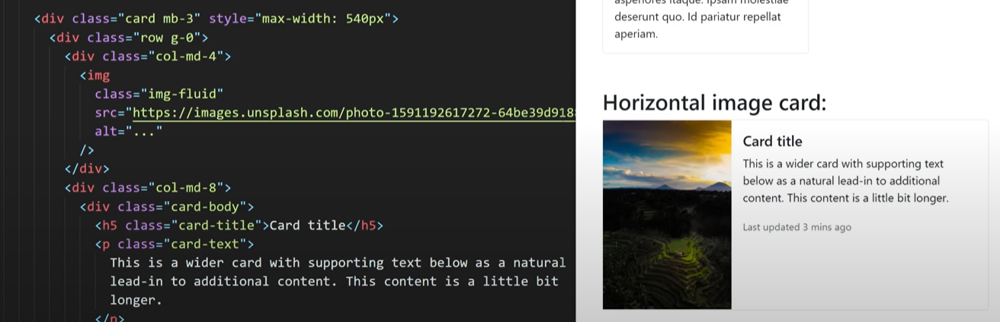 <div class="card mb-3" style="max-width: 540px">
<div class="row g-0">
<div class="col-md-4">
<img
class="img-fluid"
src="https://images.unsplash.com/photo-1591192617272-64be39d918
alt="..."
/>
</div>
<div class="col-md-8">
<div class="card-body">
<h5 class="card-title">Card title</h5>
<p class="card-text">
This is a wider card with supporting text below as a natural
lead-in to additional content. This content is a little bit
longer.
</p>
deserunt quo. Id pariatur repellat
aperiam.
Horizontal image card:
Card title
This is a wider card with supporting text
below as a natural lead-in to additional
content. This content is a little bit longer.
Last updated 3 mins ago